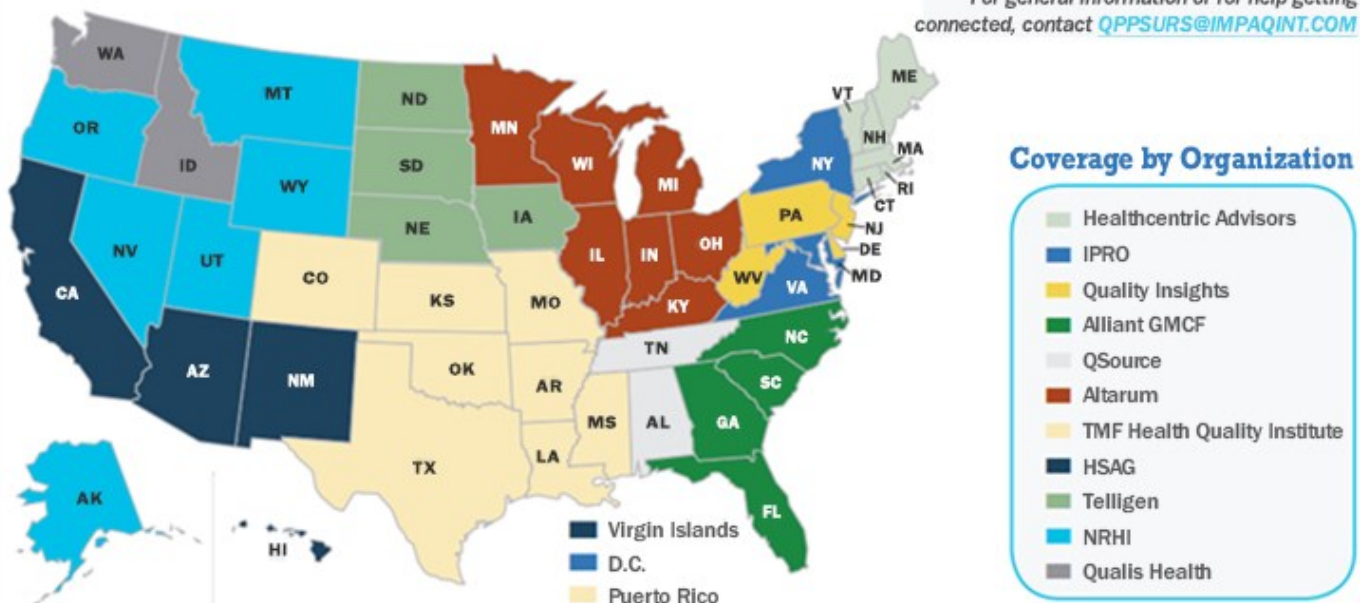 For general information or for help getting
connected, contact QPPSURS@IMPAQINT.COM
WA
MT
ND
MN
OR
ID
SD
WI
MI
WY
NE
IA
NV
UT
CO
KS
MO
IL
IN
OH
KY
WV
PA
NY
VT
NH
ME
MA
RI
CT
NJ
DE
MD
VA
CA
AZ
NM
OK
AR
TN
NC
SC
MS
AL
GA
TX
LA
FL
AK
HI
Virgin Islands
D.C.
Puerto Rico
Coverage by Organization
Healthcentric Advisors
IPRO
Quality Insights
Alliant GMCF
QSource
Altarum
TMF Health Quality Institute
HSAG
Telligen
NRHI
Qualis Health